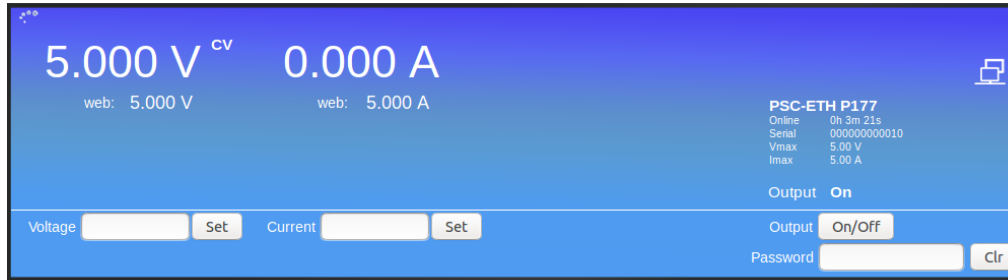 5.000 V CV 0.000 A
web: 5.000 V web: 5.000 A
PSC-ETH P177
Online 0h 3m 21s
Serial 000000000010
Vmax 5.00 V
Imax 5.00 A
Output On
Voltage Set Current Set Output On/Off
Password Clr